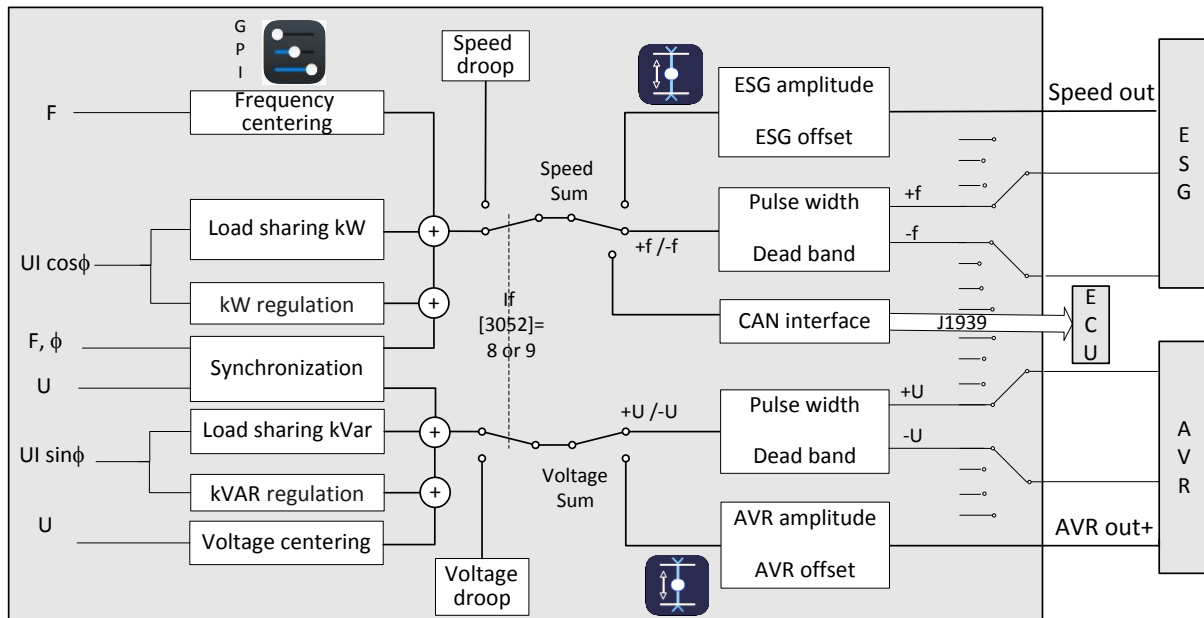 G
P
I
F
Frequency
centering
Speed
droop
ESG amplitude
ESG offset
Speed out
E
S
G
Speed
Sum
Load sharing kW
+
UI cosϕ
kW regulation
+
+f /-f
Pulse width
Dead band
+f
-f
If
[3052]=
8 or 9
CAN interface
J1939
E
C
U
F, ϕ
U
Synchronization
Load sharing kVar
+
UI sinϕ
kVAR regulation
+
U
Voltage centering
Voltage
droop
+U /-U
Voltage
Sum
Pulse width
Dead band
+U
-U
A
V
R
AVR amplitude
AVR offset
AVR out+